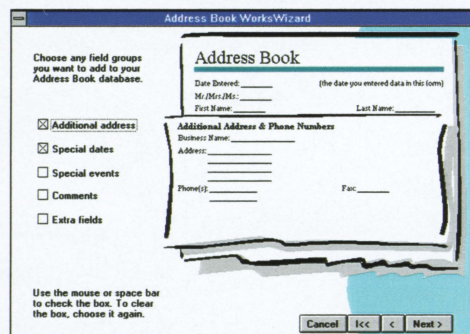 Address Book WorksWizard
Choose any field groups
you want to add to your
Address Book database.
Additional address
Special dates
Special events
Comments
Extra fields
Use the mouse or space bar
to check the box. To clear
the box, choose it again.
Address Book
Date Entered: (the date you entered data in this form)
Mr./Mrs./Ms.:
First Name: Last Name:
Additional Address & Phone Numbers
Business Name:
Address:
Phone(s): Fax:
Cancel I<< < Next >